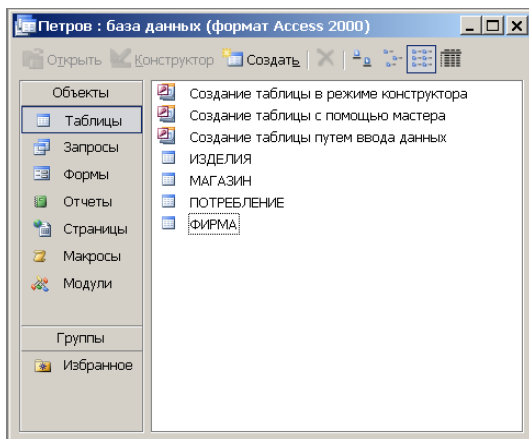 Петров : база данных (формат Access 2000)
Открыть Конструктор Создать
Объекты
Таблицы
Запросы
Формы
Отчеты
Страницы
Макросы
Модули
Группы
Избранное
Создание таблицы в режиме конструктора
Создание таблицы с помощью мастера
Создание таблицы путем ввода данных
ИЗДЕЛИЯ
МАГАЗИН
ПОТРЕБЛЕНИЕ
ФИРМА